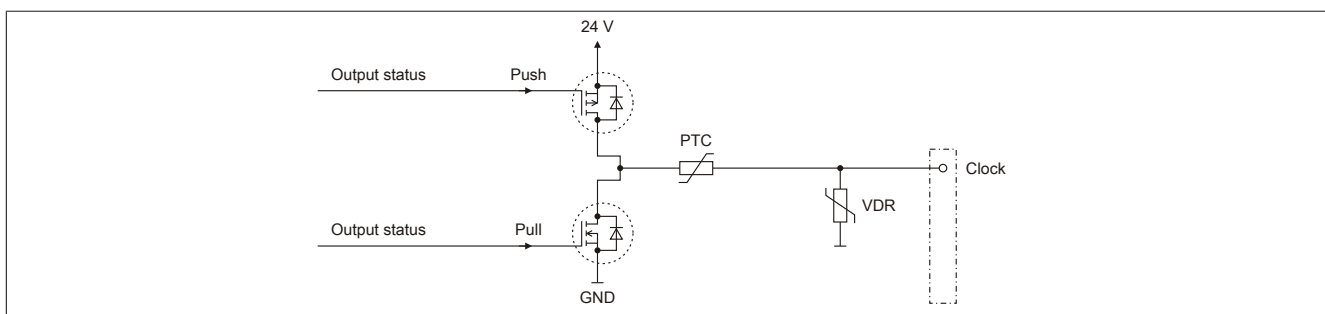 24 V
Output status
Push
PTC
Clock
VDR
Output status
Pull
GND